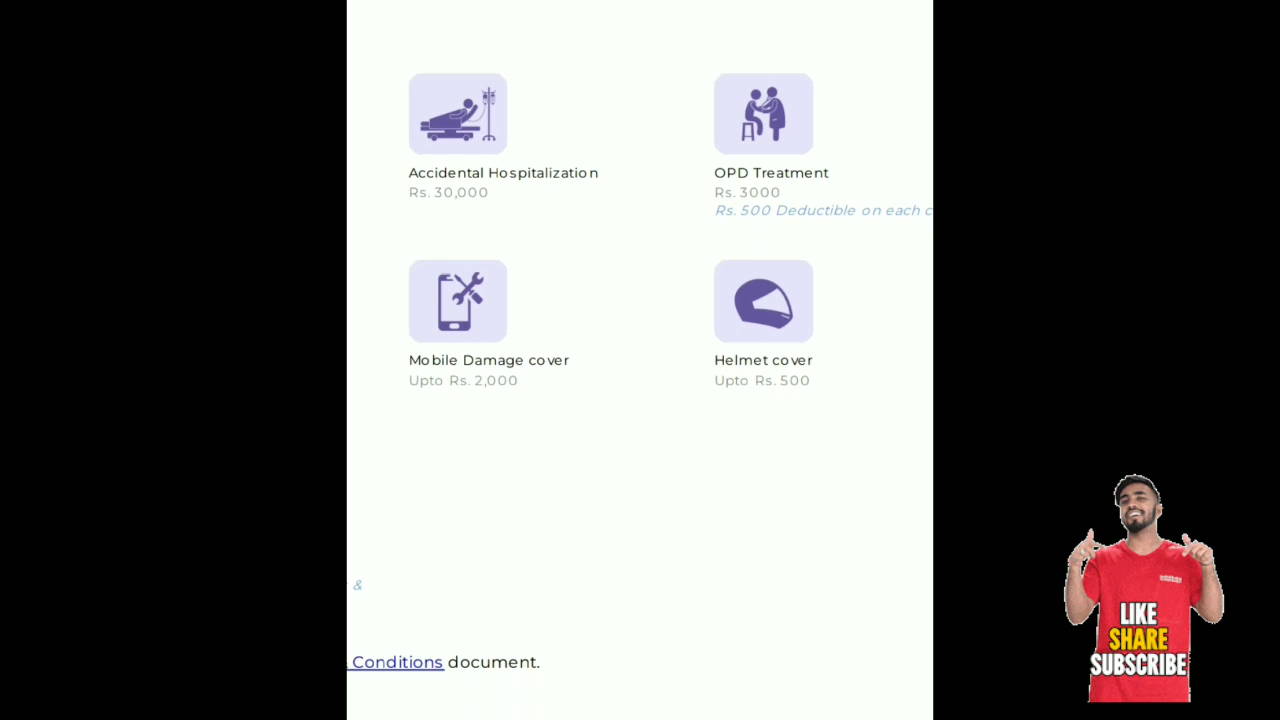 Accidental Hospitalization
Rs. 30,000
OPD Treatment
Rs. 3000
Rs. 500 Deductible on each
Mobile Damage cover
Upto Rs. 2,000
Helmet cover
Upto Rs. 500
&
Conditions document.
LIKE
SHARE
SUBSCRIBE